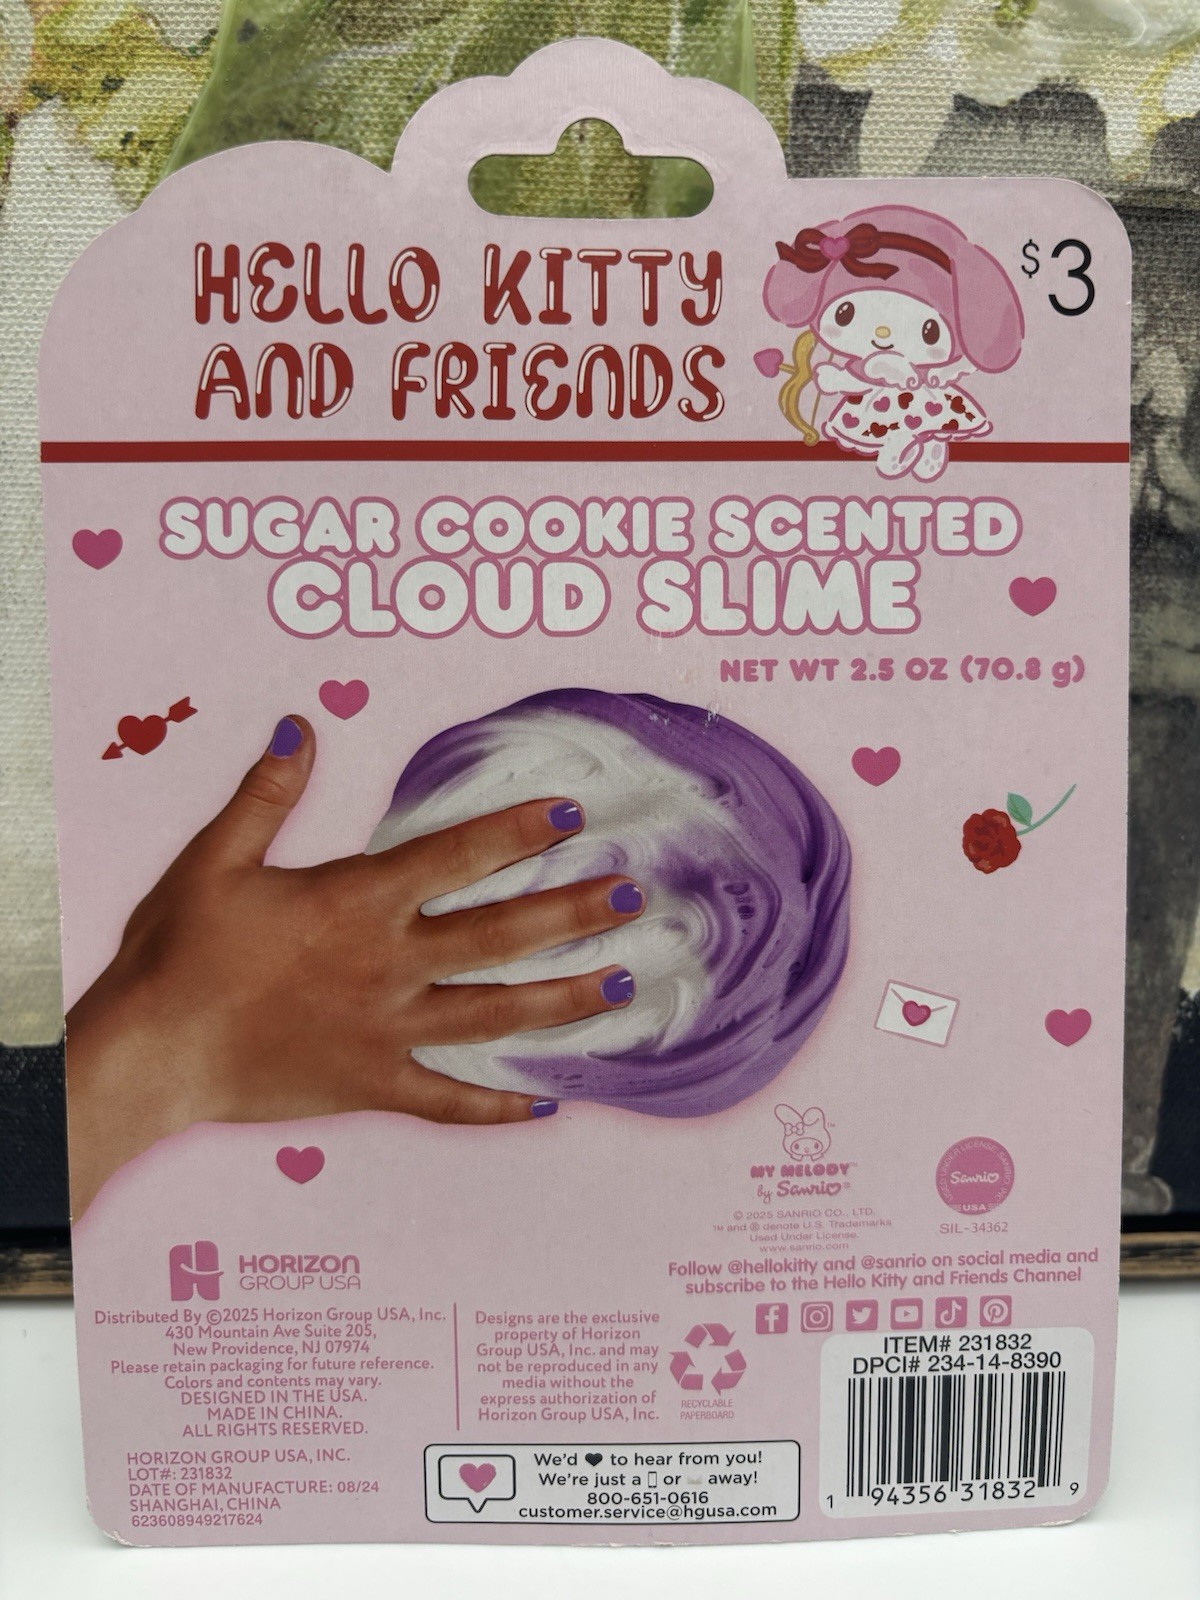 HELLO KITTY
AND FRIENDS
$3
SUGAR COOKIE SCENTED
CLOUD SLIME
NET WT 2.5 OZ (70.8 g)
MY MELODY™
by Sanrio®
© 2025 SANRIO CO., LTD.
™ and ® denote U.S. Trademarks
Used Under License.
www.sanrio.com
USED UNDER LICENSE SANRIO, INC.
Sanrio
USA
SIL-34362
Follow @hellokitty and @sanrio on social media and
subscribe to the Hello Kitty and Friends Channel
HORIZON
GROUP USA
Distributed By ©2025 Horizon Group USA, Inc.
430 Mountain Ave Suite 205,
New Providence, NJ 07974
Please retain packaging for future reference.
Colors and contents may vary.
DESIGNED IN THE USA.
MADE IN CHINA.
ALL RIGHTS RESERVED.
Designs are the exclusive
property of Horizon
Group USA, Inc. and may
not be reproduced in any
media without the
express authorization of
Horizon Group USA, Inc.
RECYCLABLE
PAPERBOARD
HORIZON GROUP USA, INC.
LOT#: 231832
DATE OF MANUFACTURE: 08/24
SHANGHAI, CHINA
623608949217624
We'd ♥ to hear from you!
We're just a or away!
800-651-0616
customer.service@hgusa.com
ITEM# 231832
DPCI# 234-14-8390
1 94356 31832 9